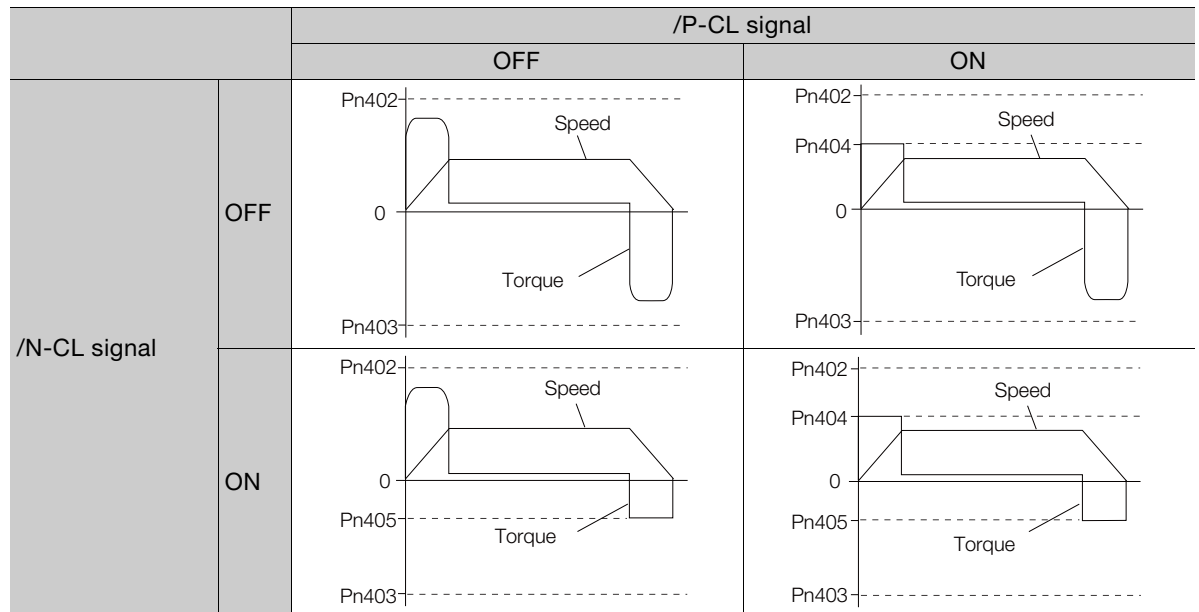 /P-CL signal
OFF
ON
/N-CL signal
OFF
Pn402
Speed
0
Torque
Pn403
Pn402
Speed
Pn404
0
Torque
Pn403
ON
Pn402
Speed
0
Pn405
Torque
Pn403
Pn402
Speed
Pn404
0
Pn405
Torque
Pn403